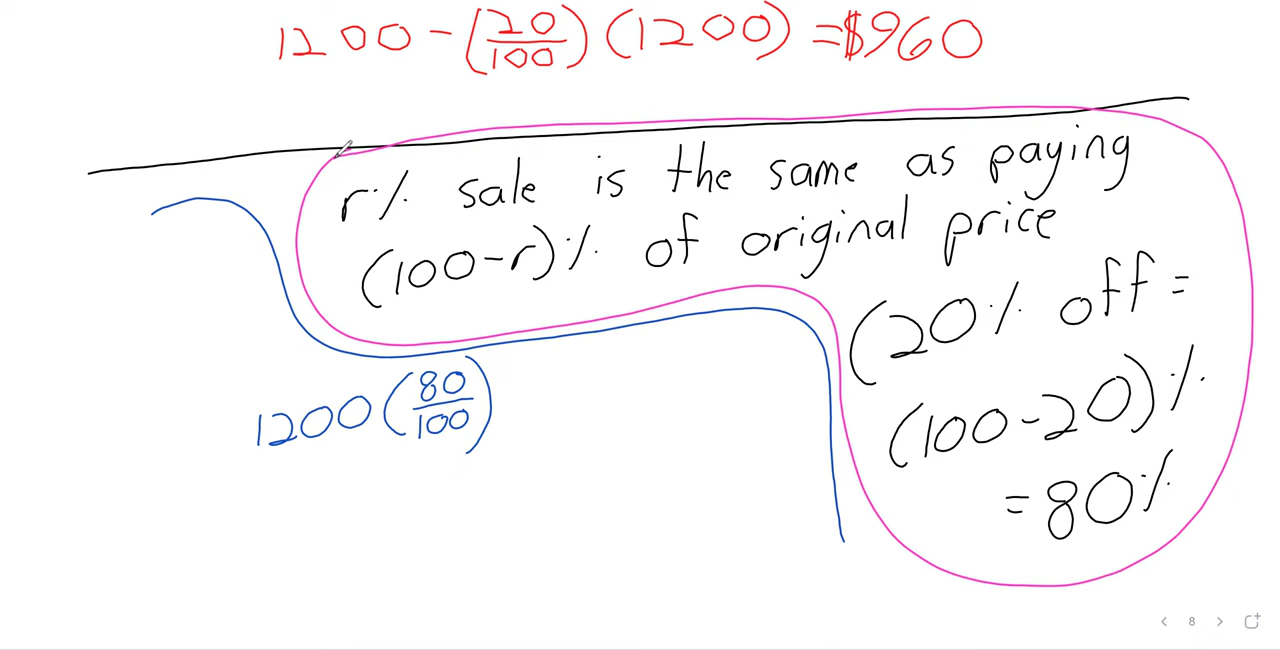 1200 - (20/100) (1200) = $960
r% sale is the same as paying
(100-r)% of original price
(20% off =
(100-20)%
= 80%
1200 (80/100)
8